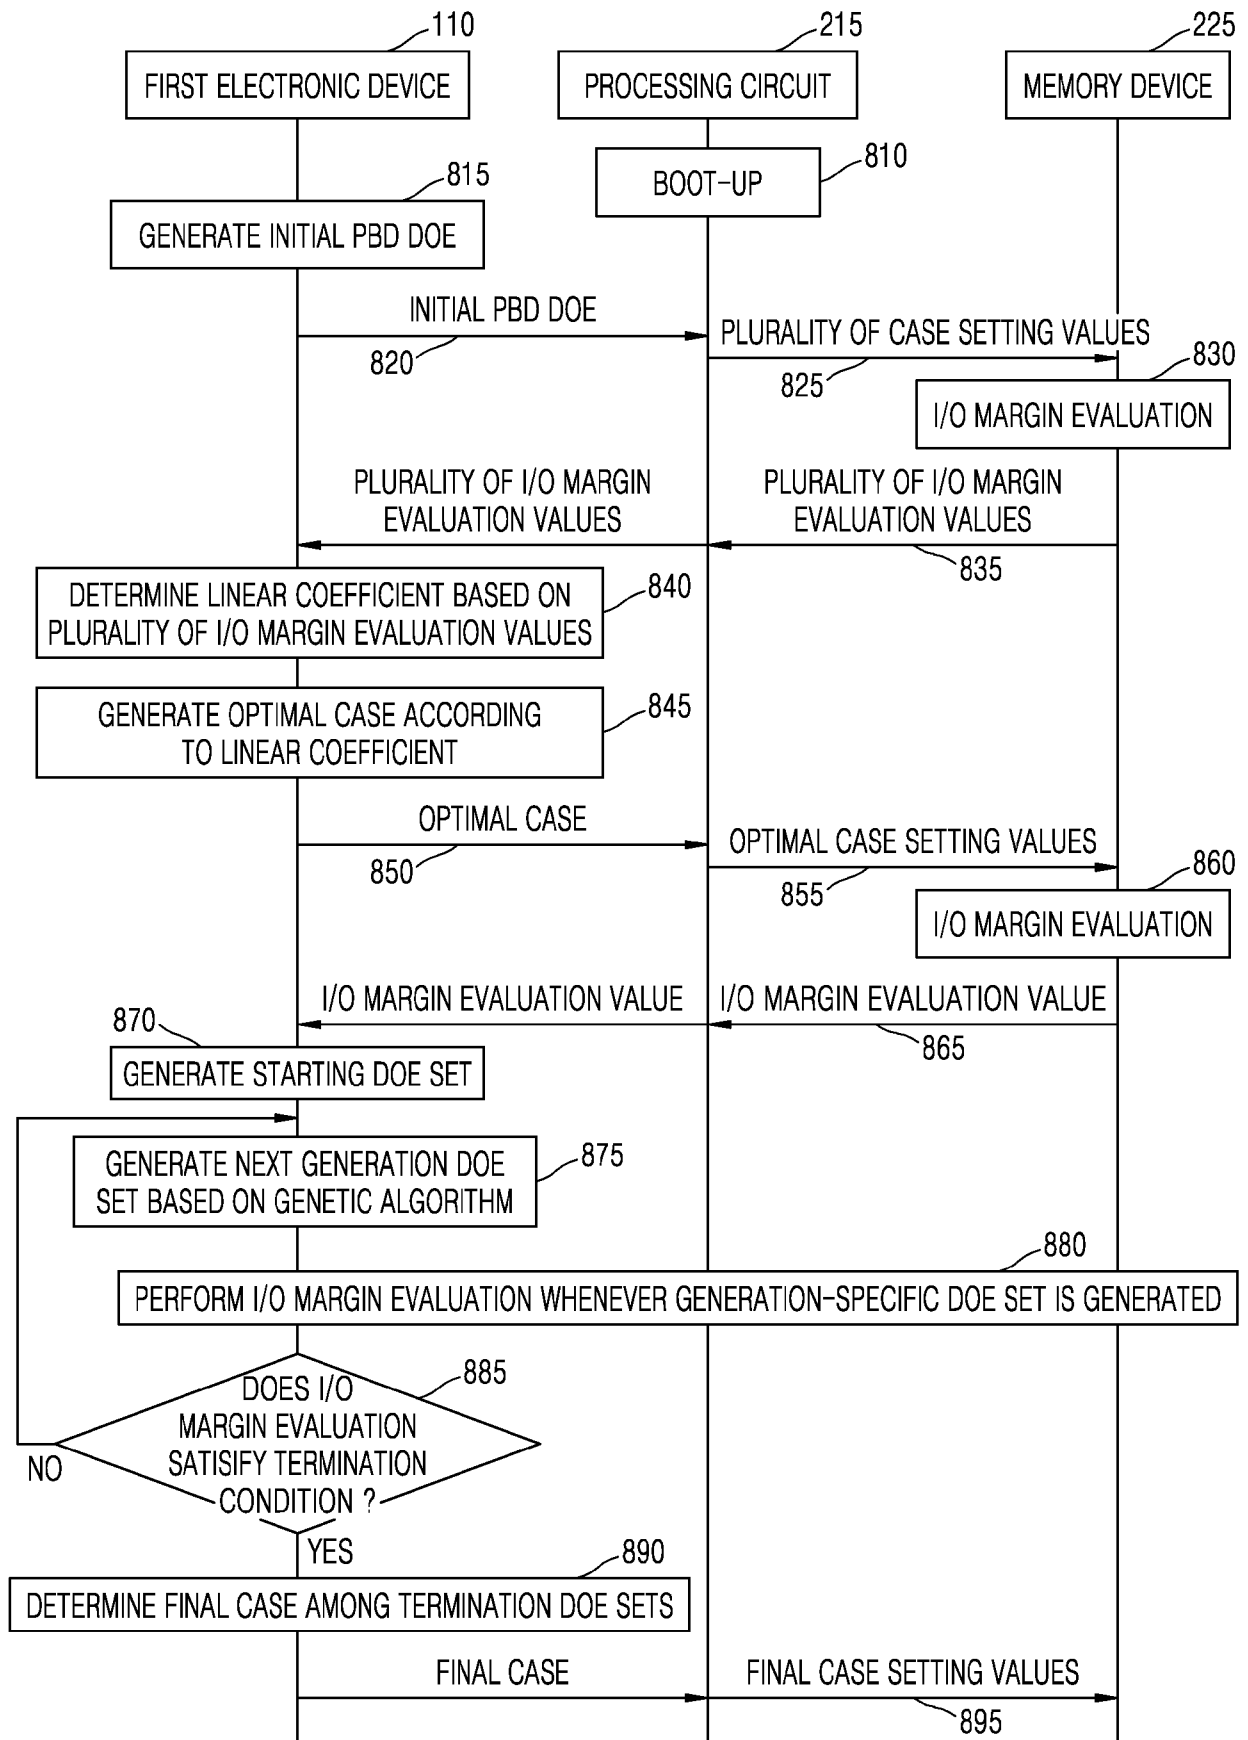 110
215
225
FIRST ELECTRONIC DEVICE
PROCESSING CIRCUIT
MEMORY DEVICE
810
BOOT-UP
815
GENERATE INITIAL PBD DOE
INITIAL PBD DOE
820
PLURALITY OF CASE SETTING VALUES
825
830
I/O MARGIN EVALUATION
PLURALITY OF I/O MARGIN
EVALUATION VALUES
PLURALITY OF I/O MARGIN
EVALUATION VALUES
835
840
DETERMINE LINEAR COEFFICIENT BASED ON
PLURALITY OF I/O MARGIN EVALUATION VALUES
845
GENERATE OPTIMAL CASE ACCORDING
TO LINEAR COEFFICIENT
OPTIMAL CASE
850
OPTIMAL CASE SETTING VALUES
855
860
I/O MARGIN EVALUATION
I/O MARGIN EVALUATION VALUE
I/O MARGIN EVALUATION VALUE
865
870
GENERATE STARTING DOE SET
875
GENERATE NEXT GENERATION DOE
SET BASED ON GENETIC ALGORITHM
880
PERFORM I/O MARGIN EVALUATION WHENEVER GENERATION-SPECIFIC DOE SET IS GENERATED
885
DOES I/O
MARGIN EVALUATION
SATISIFY TERMINATION
CONDITION ?
NO
YES
890
DETERMINE FINAL CASE AMONG TERMINATION DOE SETS
FINAL CASE
FINAL CASE SETTING VALUES
895